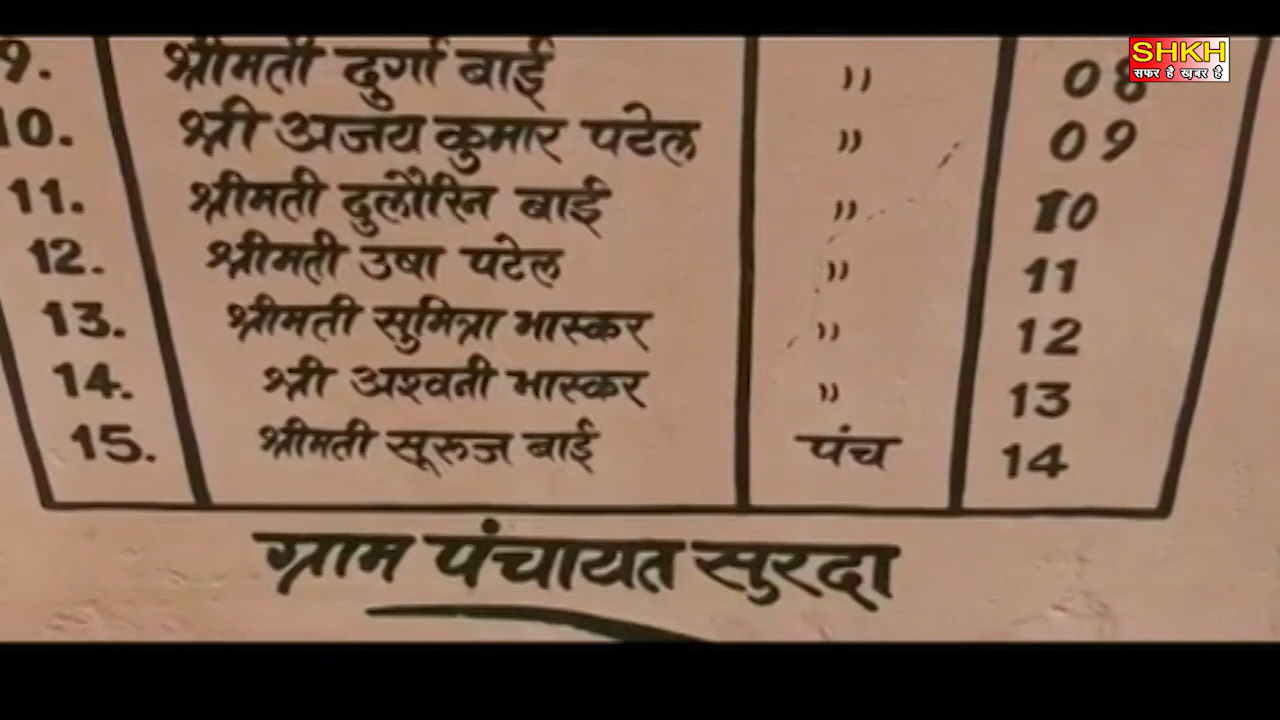 SHKH
सफर है खबर है
9. श्रीमती दुर्गा बाई " 08
10. श्री अजय कुमार पटेल " 09
11. श्रीमती दुलौरिन बाई " 10
12. श्रीमती उषा पटेल " 11
13. श्रीमती सुमित्रा भास्कर " 12
14. श्री अश्वनी भास्कर " 13
15. श्रीमती सूरुज बाई पंच 14
ग्राम पंचायत सुरदा